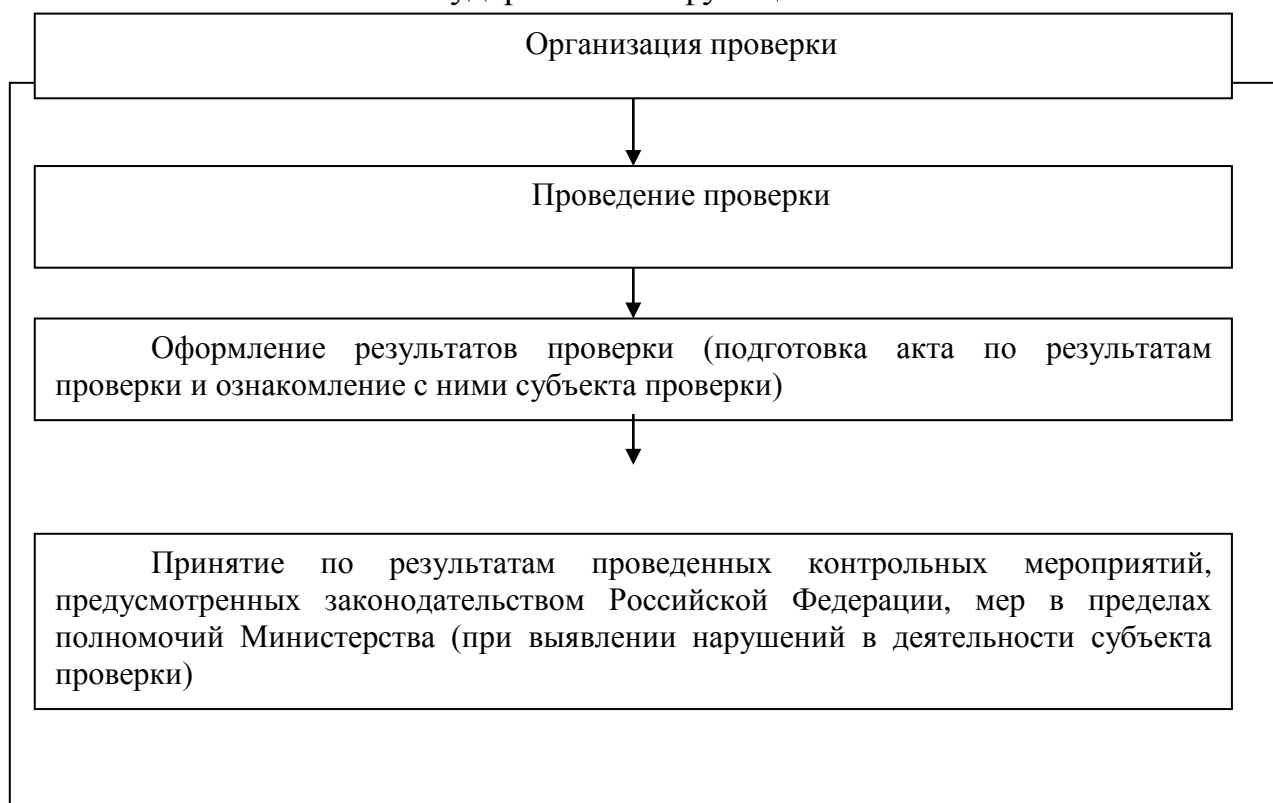 Организация проверки
Проведение проверки
Оформление результатов проверки (подготовка акта по результатам
проверки и ознакомление с ними субъекта проверки)
Принятие по результатам проведенных контрольных мероприятий,
предусмотренных законодательством Российской Федерации, мер в пределах
полномочий Министерства (при выявлении нарушений в деятельности субъекта
проверки)